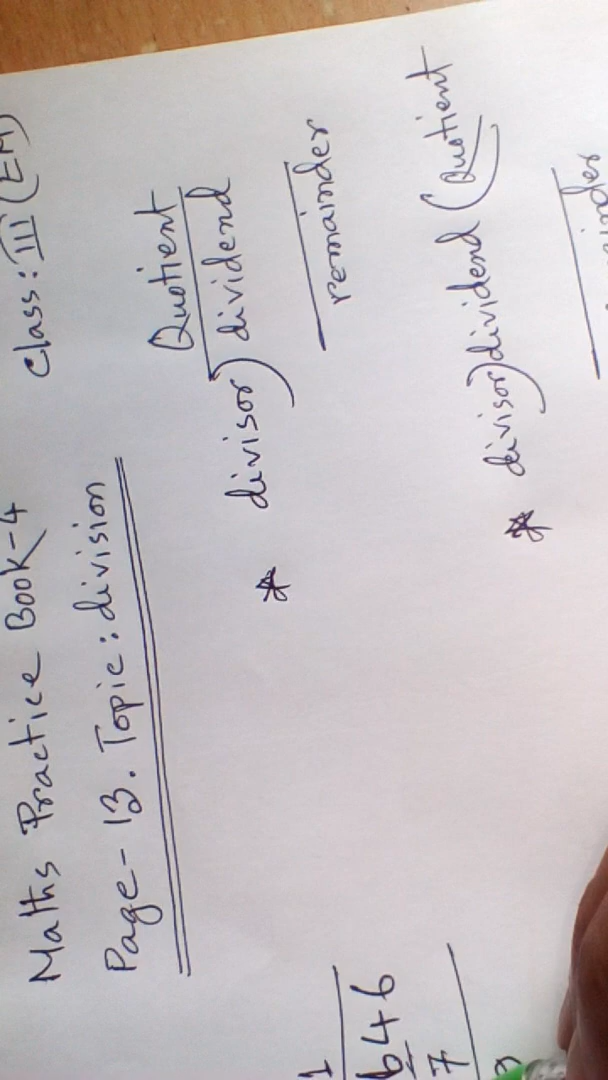 Maths Practice Book-4 Class: III (EM)
Page-13. Topic: division
Quotient
* divisor) dividend
remainder
* divisor) dividend (Quotient
1
646
7